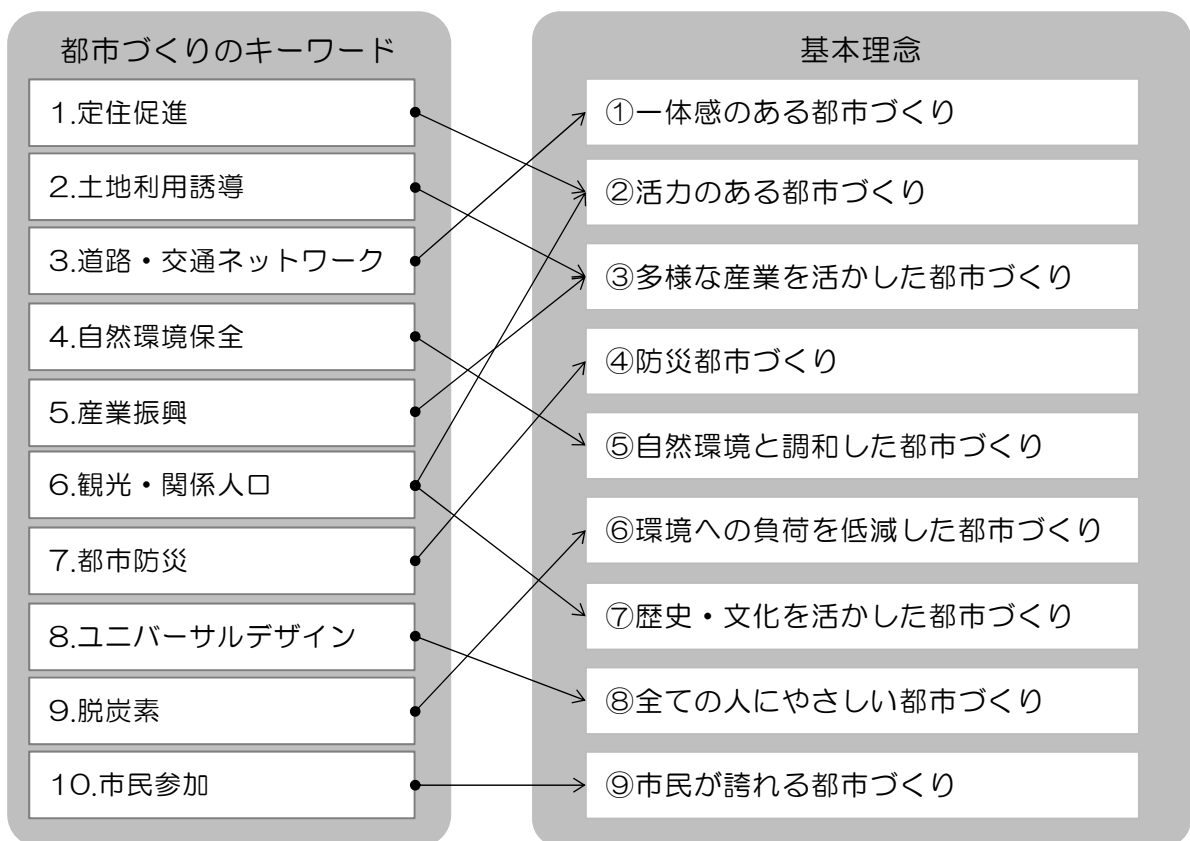 都市づくりのキーワード
1.定住促進
2.土地利用誘導
3.道路・交通ネットワーク
4.自然環境保全
5.産業振興
6.観光・関係人口
7.都市防災
8.ユニバーサルデザイン
9.脱炭素
10.市民参加
基本理念
①一体感のある都市づくり
②活力のある都市づくり
③多様な産業を活かした都市づくり
④防災都市づくり
⑤自然環境と調和した都市づくり
⑥環境への負荷を低減した都市づくり
⑦歴史・文化を活かした都市づくり
⑧全ての人にやさしい都市づくり
⑨市民が誇れる都市づくり